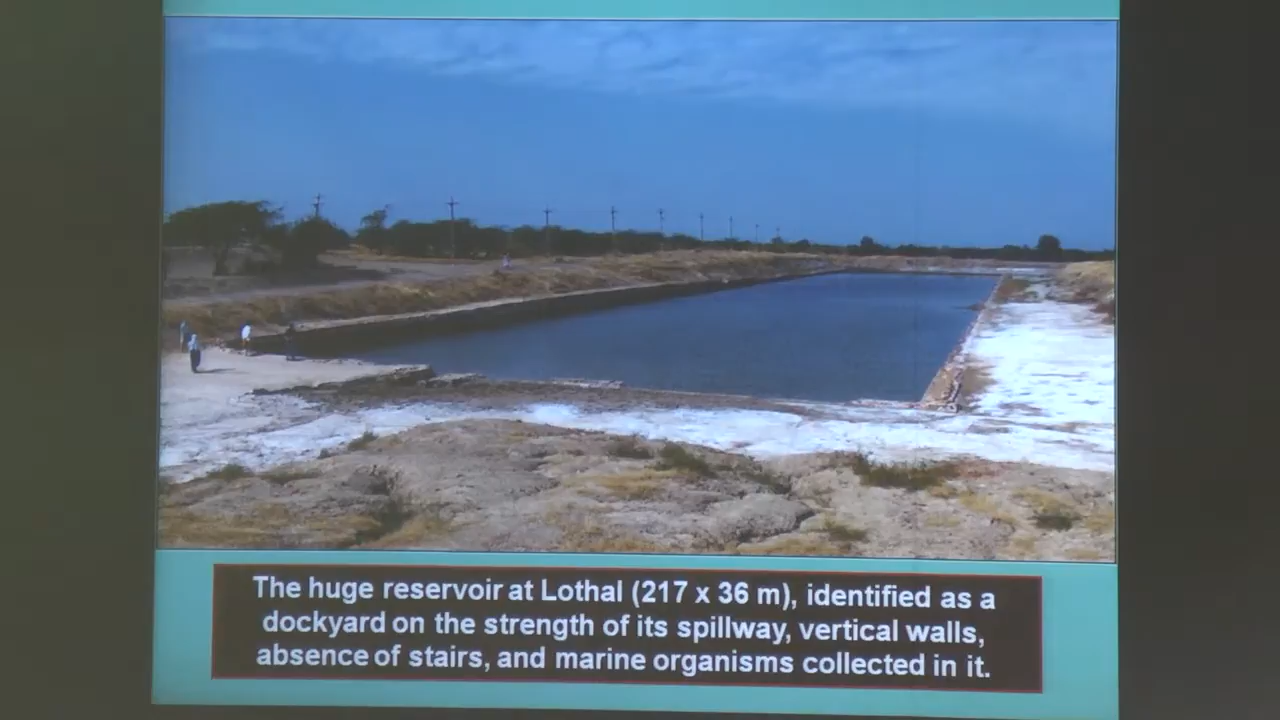 The huge reservoir at Lothal (217 x 36 m), identified as a
dockyard on the strength of its spillway, vertical walls,
absence of stairs, and marine organisms collected in it.